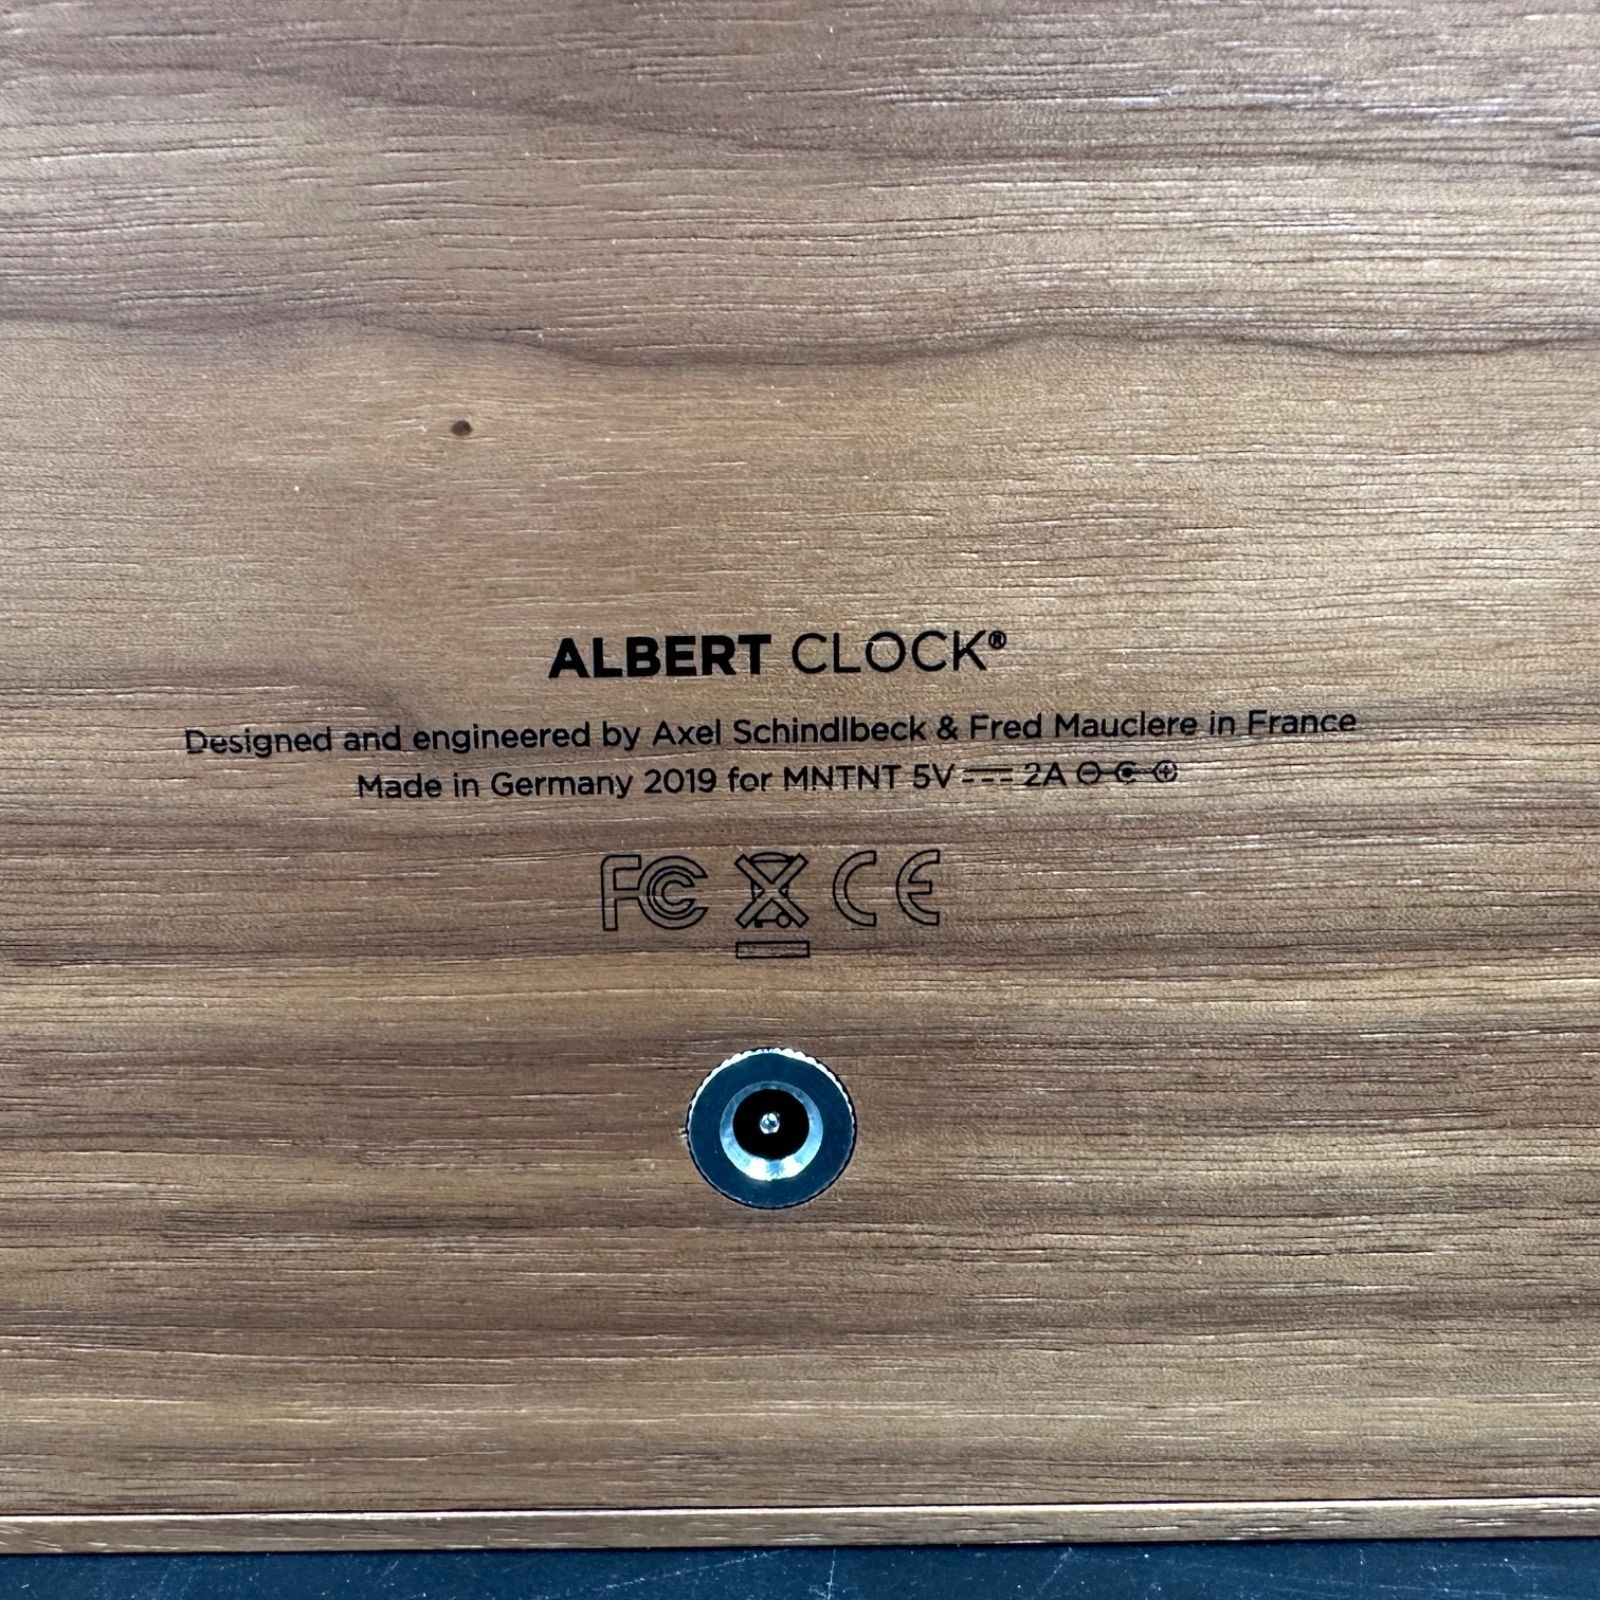 ALBERT CLOCK®
Designed and engineered by Axel Schindlbeck & Fred Mauclere in France
Made in Germany 2019 for MNTNT 5V ⎓ 2A
FC CE